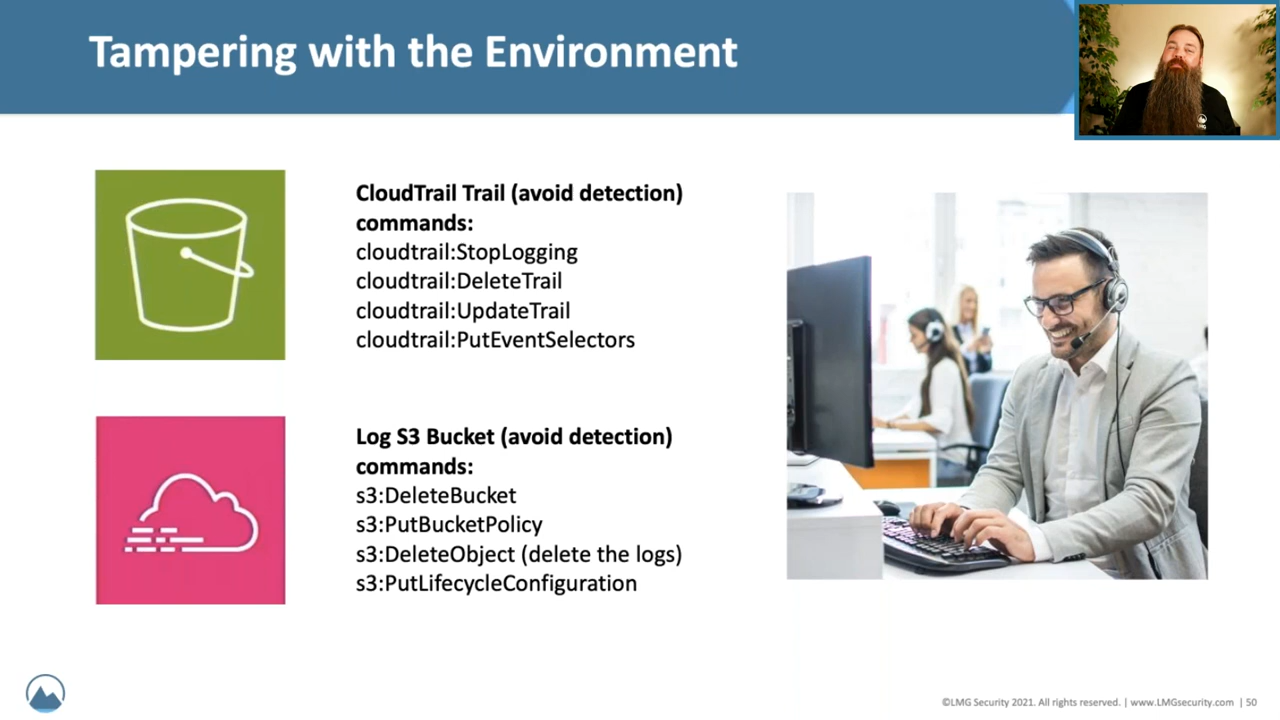 Tampering with the Environment
CloudTrail Trail (avoid detection)
commands:
cloudtrail:StopLogging
cloudtrail:DeleteTrail
cloudtrail:UpdateTrail
cloudtrail:PutEventSelectors
Log S3 Bucket (avoid detection)
commands:
s3:DeleteBucket
s3:PutBucketPolicy
s3:DeleteObject (delete the logs)
s3:PutLifecycleConfiguration
©LMG Security 2021. All rights reserved. | www.LMGsecurity.com | 50
LMG